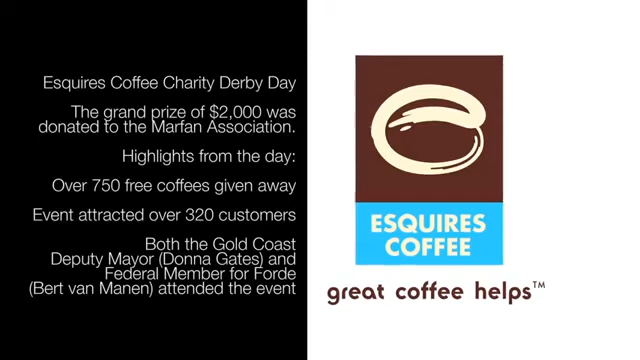 Esquires Coffee Charity Derby Day
The grand prize of $2,000 was
donated to the Marfan Association.
Highlights from the day:
Over 750 free coffees given away
Event attracted over 320 customers
Both the Gold Coast
Deputy Mayor (Donna Gates) and
Federal Member for Forde
(Bert van Manen) attended the event
ESQUIRES
COFFEE
great coffee helps™